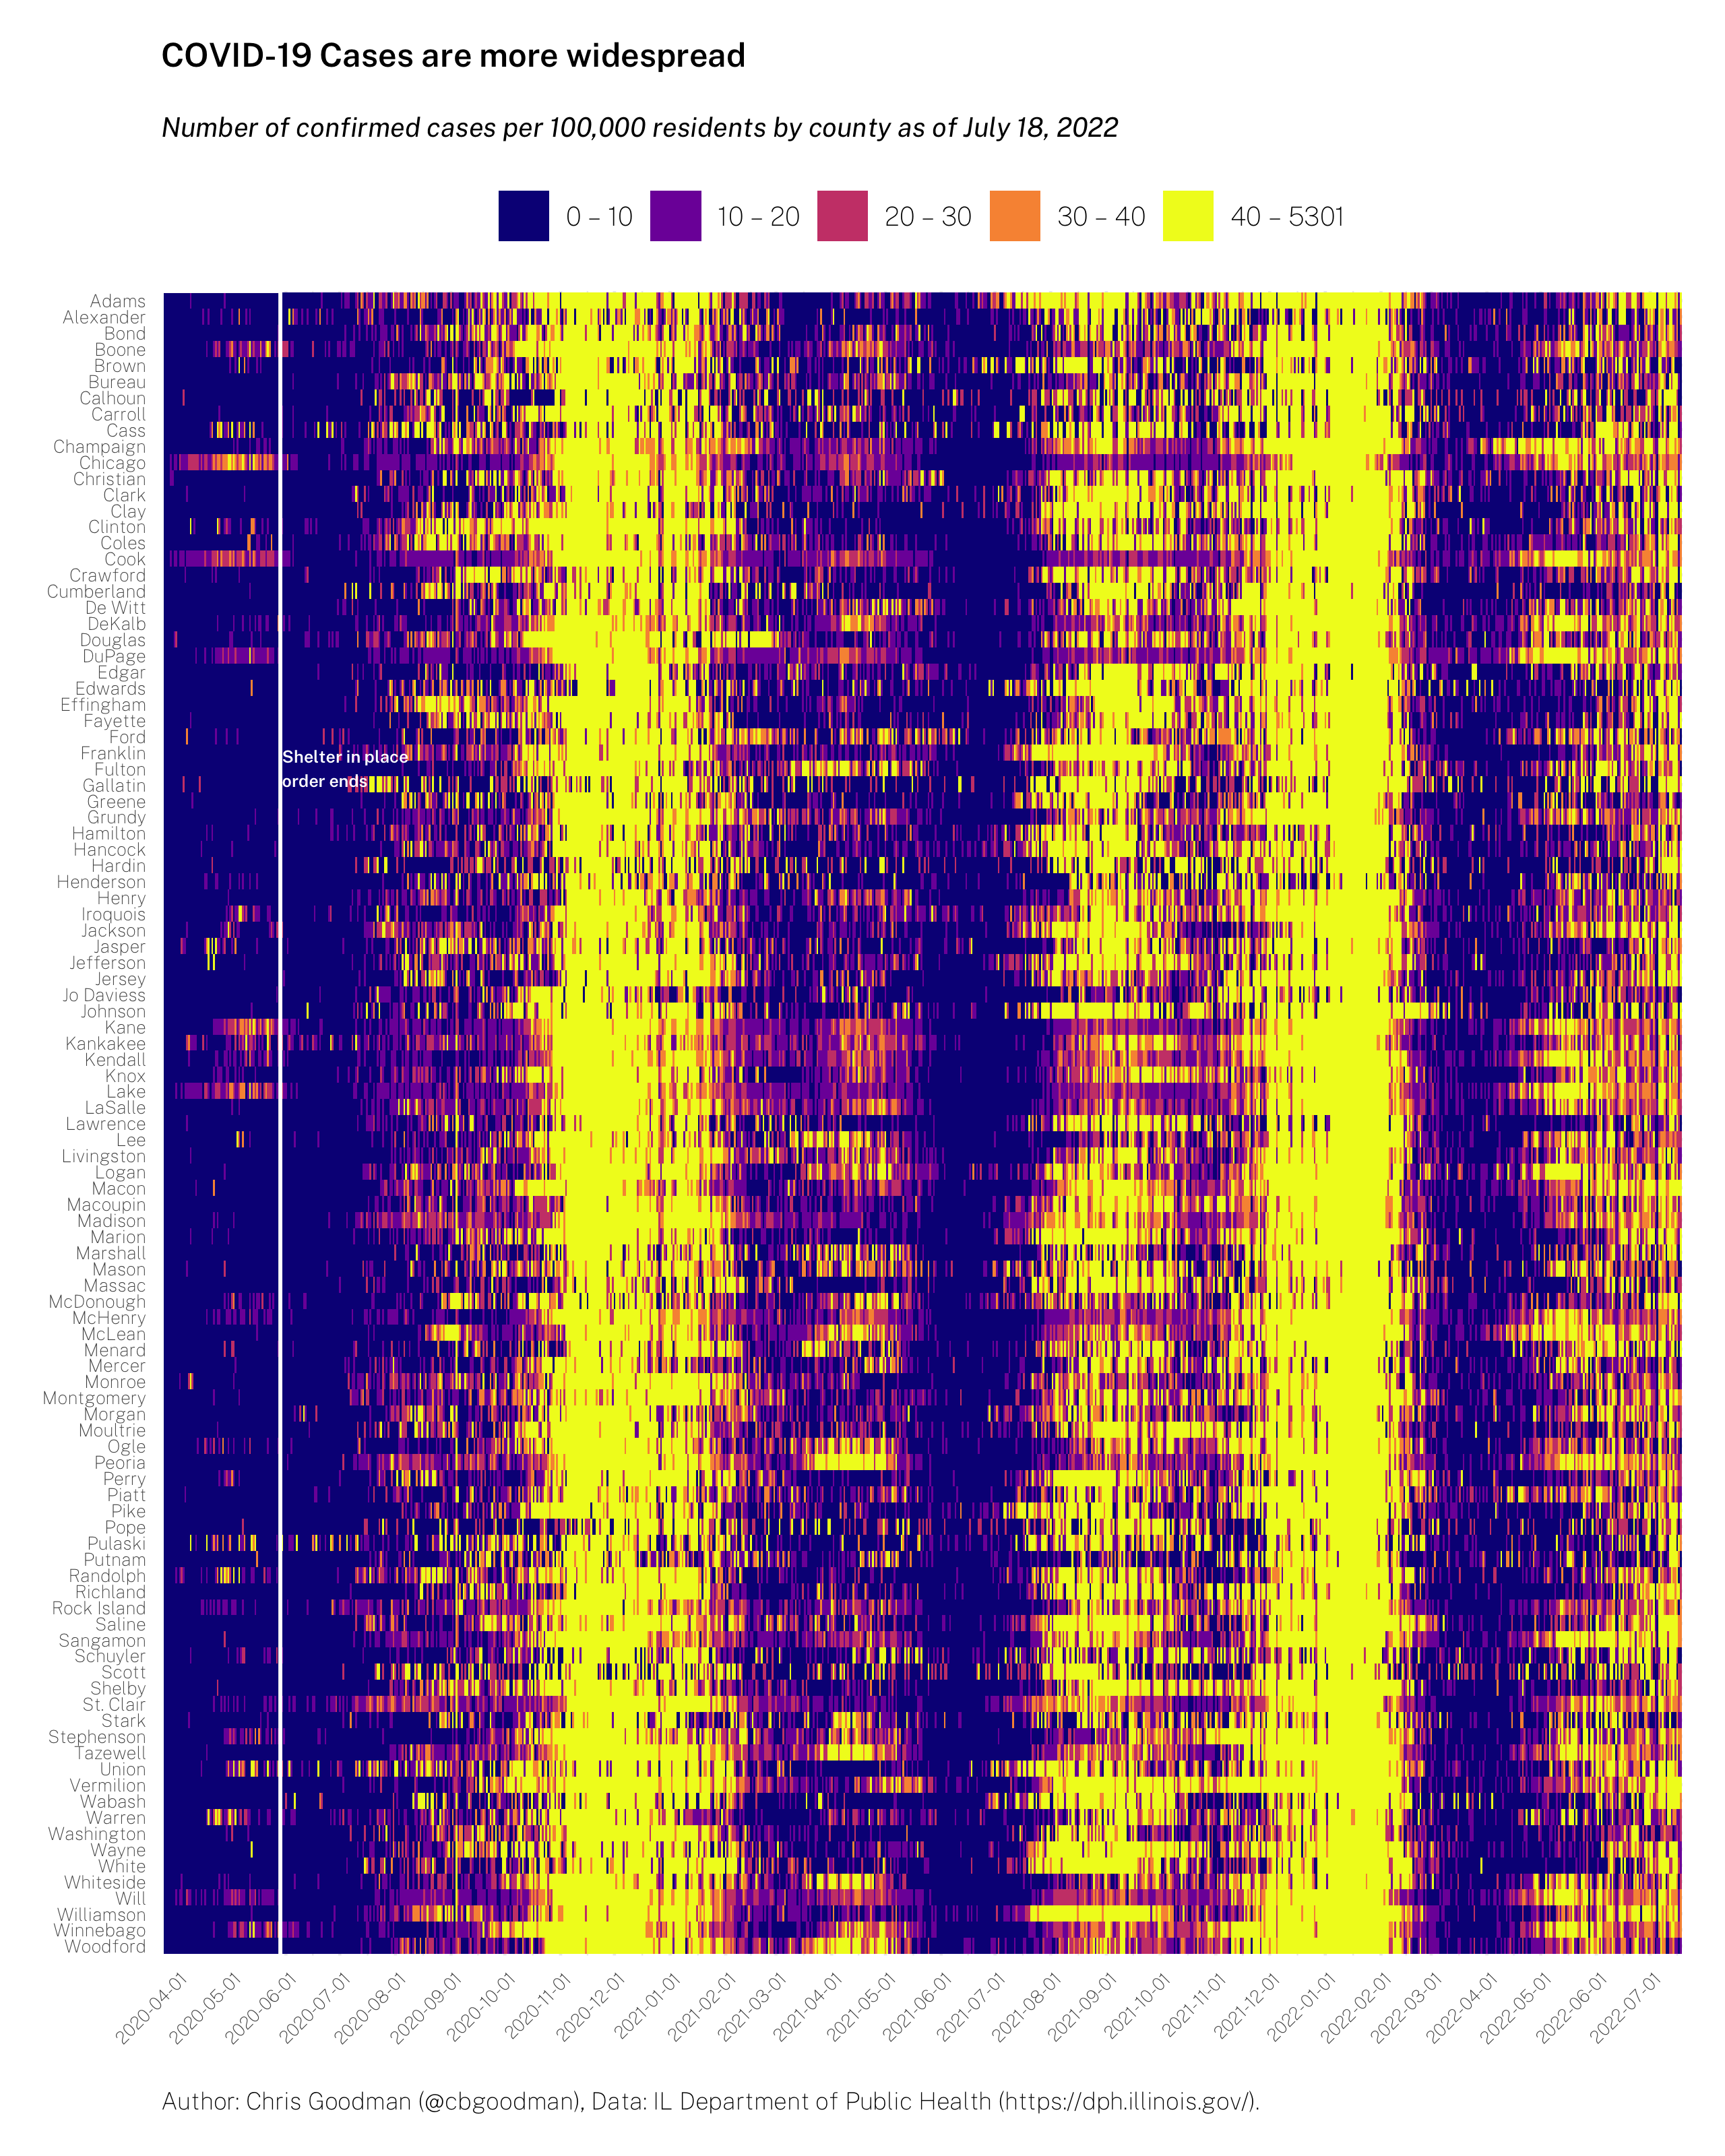 COVID-19 Cases are more widespread
Number of confirmed cases per 100,000 residents by county as of July 18, 2022
0 – 10 10 – 20 20 – 30 30 – 40 40 – 5301
Adams
Alexander
Bond
Boone
Brown
Bureau
Calhoun
Carroll
Cass
Champaign
Chicago
Christian
Clark
Clay
Clinton
Coles
Cook
Crawford
Cumberland
De Witt
DeKalb
Douglas
DuPage
Edgar
Edwards
Effingham
Fayette
Ford
Franklin
Fulton
Gallatin
Greene
Grundy
Hamilton
Hancock
Hardin
Henderson
Henry
Iroquois
Jackson
Jasper
Jefferson
Jersey
Jo Daviess
Johnson
Kane
Kankakee
Kendall
Knox
Lake
LaSalle
Lawrence
Lee
Livingston
Logan
Macon
Macoupin
Madison
Marion
Marshall
Mason
Massac
McDonough
McHenry
McLean
Menard
Mercer
Monroe
Montgomery
Morgan
Moultrie
Ogle
Peoria
Perry
Piatt
Pike
Pope
Pulaski
Putnam
Randolph
Richland
Rock Island
Saline
Sangamon
Schuyler
Scott
Shelby
St. Clair
Stark
Stephenson
Tazewell
Union
Vermilion
Wabash
Warren
Washington
Wayne
White
Whiteside
Will
Williamson
Winnebago
Woodford
Shelter in place
order ends
2020-04-01
2020-05-01
2020-06-01
2020-07-01
2020-08-01
2020-09-01
2020-10-01
2020-11-01
2020-12-01
2021-01-01
2021-02-01
2021-03-01
2021-04-01
2021-05-01
2021-06-01
2021-07-01
2021-08-01
2021-09-01
2021-10-01
2021-11-01
2021-12-01
2022-01-01
2022-02-01
2022-03-01
2022-04-01
2022-05-01
2022-06-01
2022-07-01
Author: Chris Goodman (@cbgoodman), Data: IL Department of Public Health (https://dph.illinois.gov/).